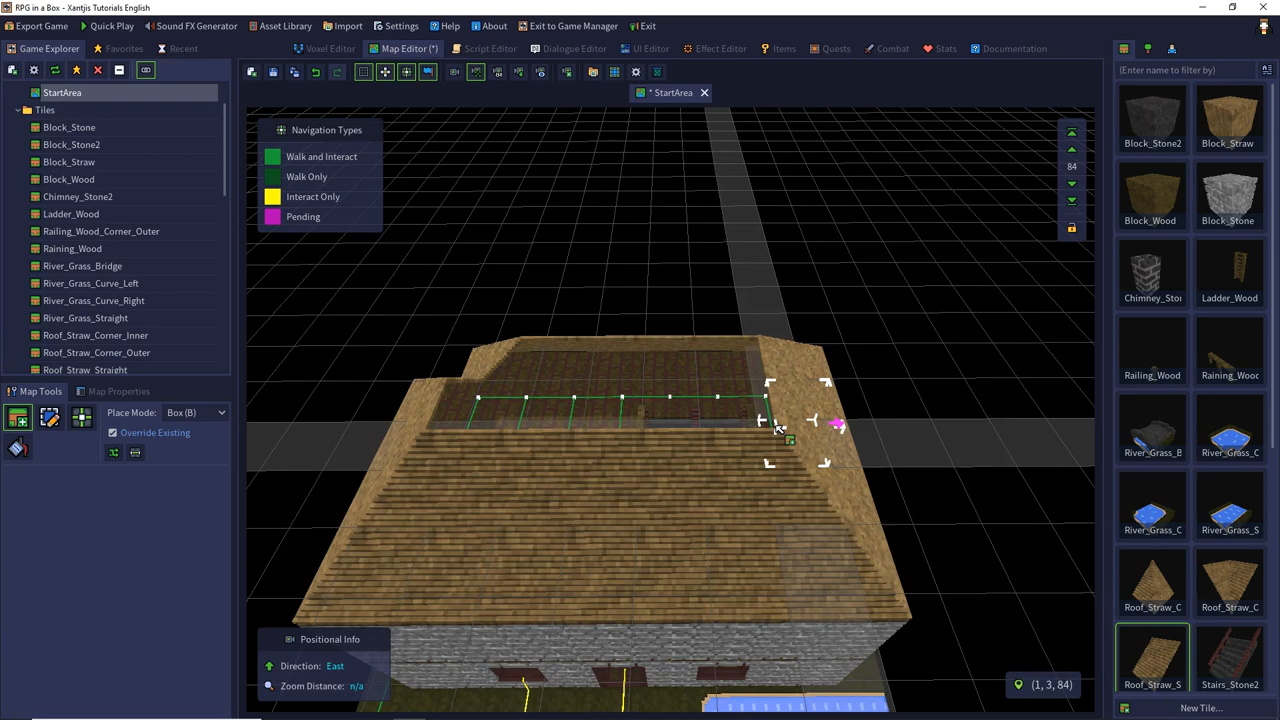 RPG in a Box - Xantjis Tutorials English
Export Game
Quick Play
Sound FX Generator
Asset Library
Import
Settings
Help
About
Exit to Game Manager
Exit
Game Explorer
Favorites
Recent
Voxel Editor
Map Editor (*)
Script Editor
Dialogue Editor
UI Editor
Effect Editor
Items
Quests
Combat
Stats
Documentation
(Enter name to filter by)
* StartArea
StartArea
Tiles
Block_Stone
Block_Stone2
Block_Straw
Block_Wood
Chimney_Stone2
Ladder_Wood
Railing_Wood_Corner_Outer
Raining_Wood
River_Grass_Bridge
River_Grass_Curve_Left
River_Grass_Curve_Right
River_Grass_Straight
Roof_Straw_Corner_Inner
Roof_Straw_Corner_Outer
Roof_Straw_Straight
Map Tools
Map Properties
Place Mode:
Box (B)
Override Existing
Navigation Types
Walk and Interact
Walk Only
Interact Only
Pending
84
Positional Info
Direction: East
Zoom Distance: n/a
(1, 3, 84)
Block_Stone2
Block_Straw
Block_Wood
Block_Stone
Chimney_Stor
Ladder_Wood
Railing_Wood
Raining_Wooc
River_Grass_B
River_Grass_C
River_Grass_C
River_Grass_S
Roof_Straw_C
Roof_Straw_C
Roof_Straw_S
Stairs_Stone2
New Tile...